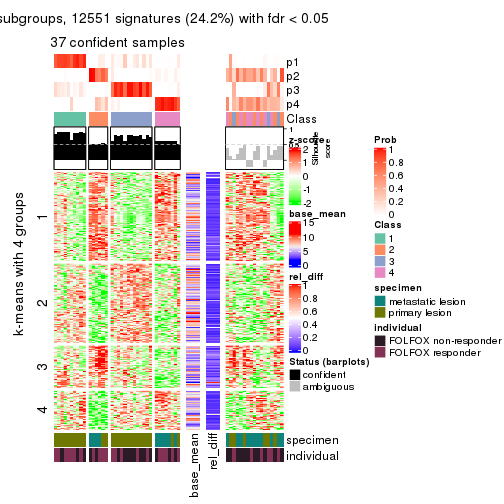 subgroups, 12551 signatures (24.2%) with fdr < 0.05
37 confident samples
p1
p2
p3
p4
Class
1
0
Silhouette
score
k-means with 4 groups
1
2
3
4
base_mean
rel_diff
specimen
individual
z-score
2
1
0
-1
-2
base_mean
15
10
5
0
rel_diff
1
0.8
0.6
0.4
0.2
0
Status (barplots)
confident
ambiguous
Prob
1
0.8
0.6
0.4
0.2
0
Class
1
2
3
4
specimen
metastatic lesion
primary lesion
individual
FOLFOX non-responder
FOLFOX responder